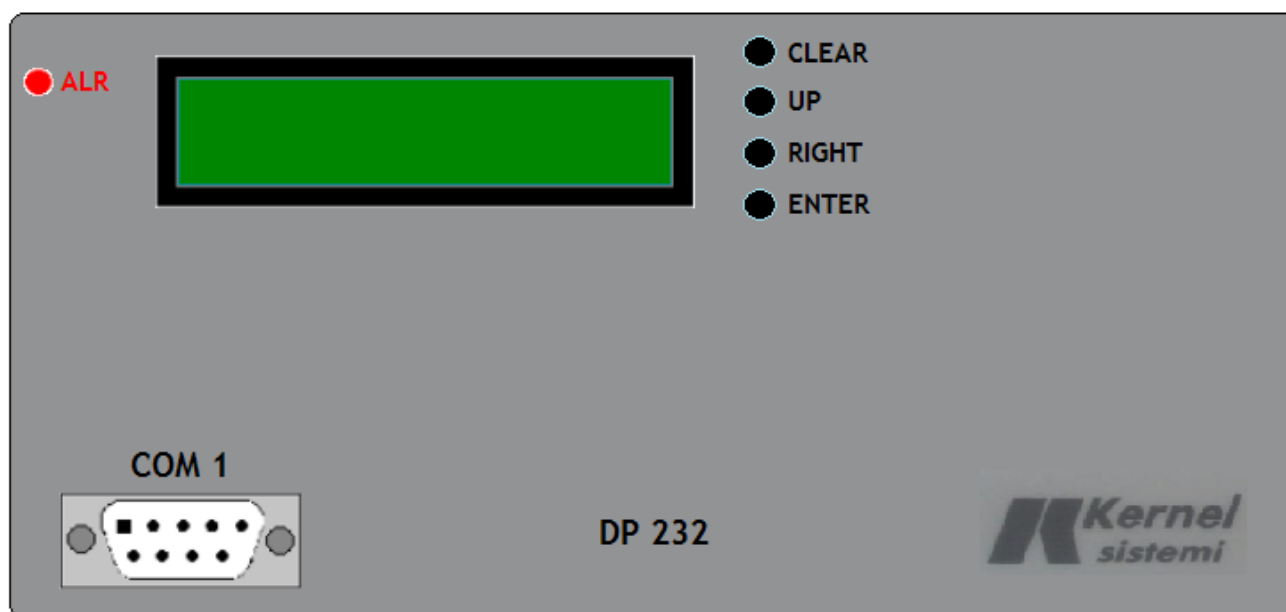 ALR
CLEAR
UP
RIGHT
ENTER
COM 1
DP 232
Kernel
sistemi